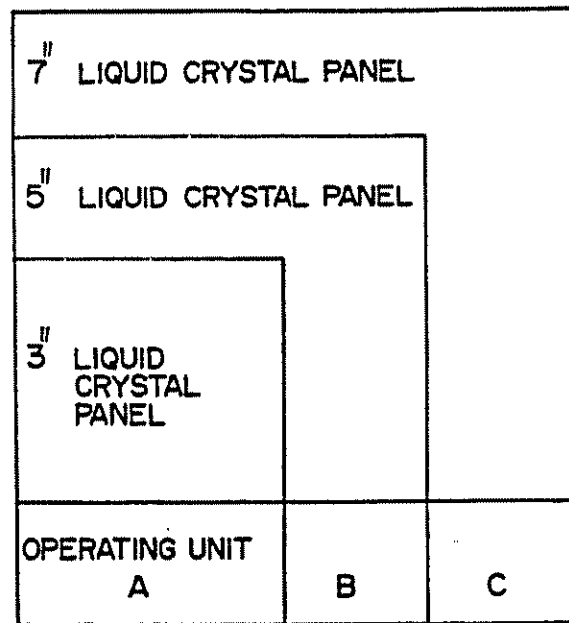 7" LIQUID CRYSTAL PANEL
5" LIQUID CRYSTAL PANEL
3" LIQUID
CRYSTAL
PANEL
OPERATING UNIT
A B C